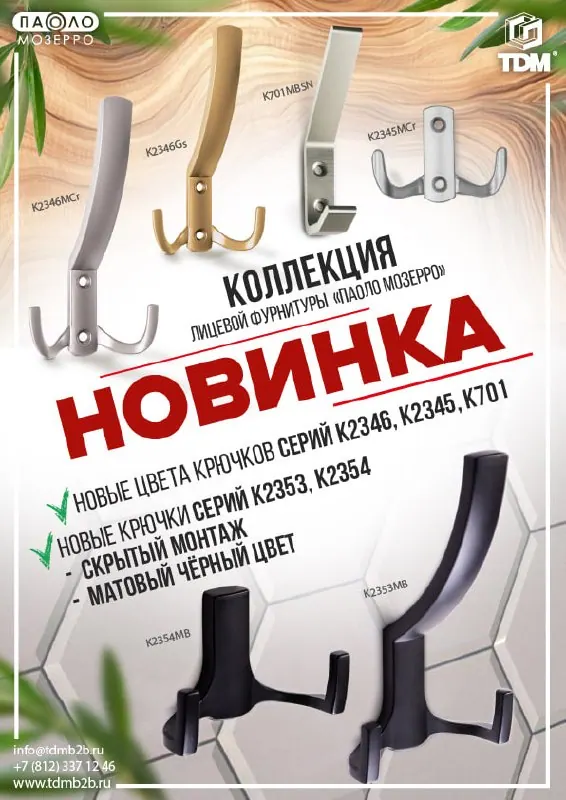 ПАОЛО
МОЗЕРРО
TDM®
K701MBSN
K2346Gs
K2345MCr
K2346MCr
КОЛЛЕКЦИЯ
ЛИЦЕВОЙ ФУРНИТУРЫ «ПАОЛО МОЗЕРРО»
НОВИНКА
НОВЫЕ ЦВЕТА КРЮЧКОВ СЕРИЙ K2346, K2345, K701
НОВЫЕ КРЮЧКИ СЕРИЙ K2353, K2354
- СКРЫТЫЙ МОНТАЖ
- МАТОВЫЙ ЧЁРНЫЙ ЦВЕТ
K2353MB
K2354MB
info@tdmb2b.ru
+7 (812) 337 12 46
www.tdmb2b.ru